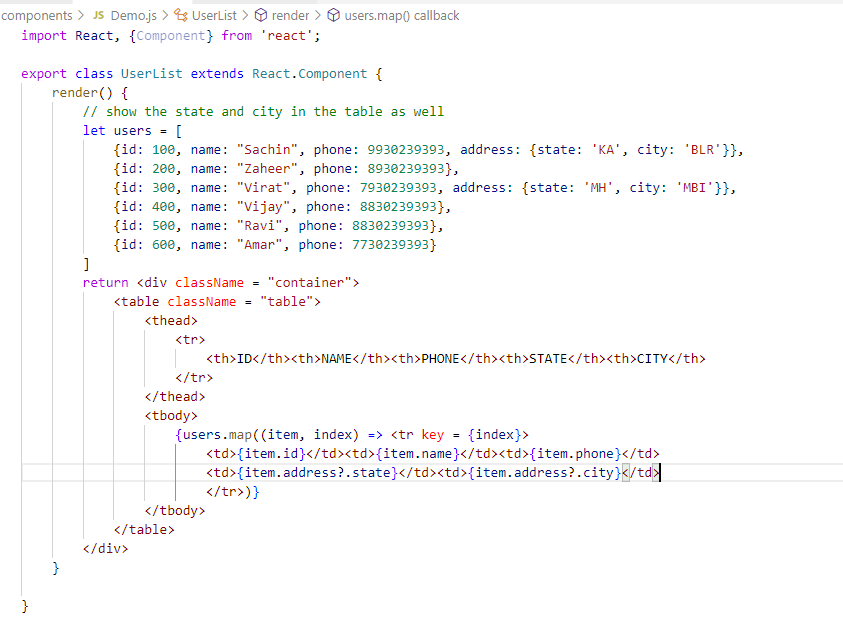 components > JS Demo.js > UserList > render > users.map() callback
import React, {Component} from 'react';
export class UserList extends React.Component {
render() {
// show the state and city in the table as well
let users = [
{id: 100, name: "Sachin", phone: 9930239393, address: {state: 'KA', city: 'BLR'}},
{id: 200, name: "Zaheer", phone: 8930239393},
{id: 300, name: "Virat", phone: 7930239393, address: {state: 'MH', city: 'MBI'}},
{id: 400, name: "Vijay", phone: 8830239393},
{id: 500, name: "Ravi", phone: 8830239393},
{id: 600, name: "Amar", phone: 7730239393}
]
return <div className = "container">
<table className = "table">
<thead>
<tr>
<th>ID</th><th>NAME</th><th>PHONE</th><th>STATE</th><th>CITY</th>
</tr>
</thead>
<tbody>
{users.map((item, index) => <tr key = {index}>
<td>{item.id}</td><td>{item.name}</td><td>{item.phone}</td>
<td>{item.address?.state}</td><td>{item.address?.city}</td>
</tr>)}
</tbody>
</table>
</div>
}
}